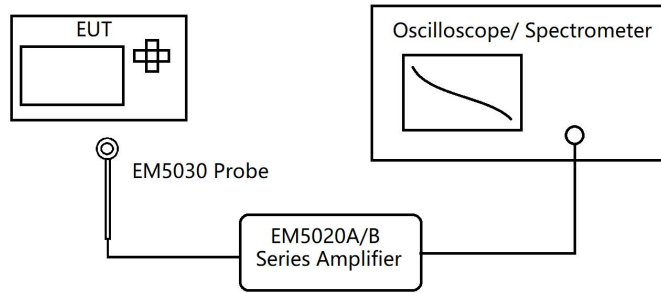 EUT
Oscilloscope/ Spectrometer
EM5030 Probe
EM5020A/B
Series Amplifier